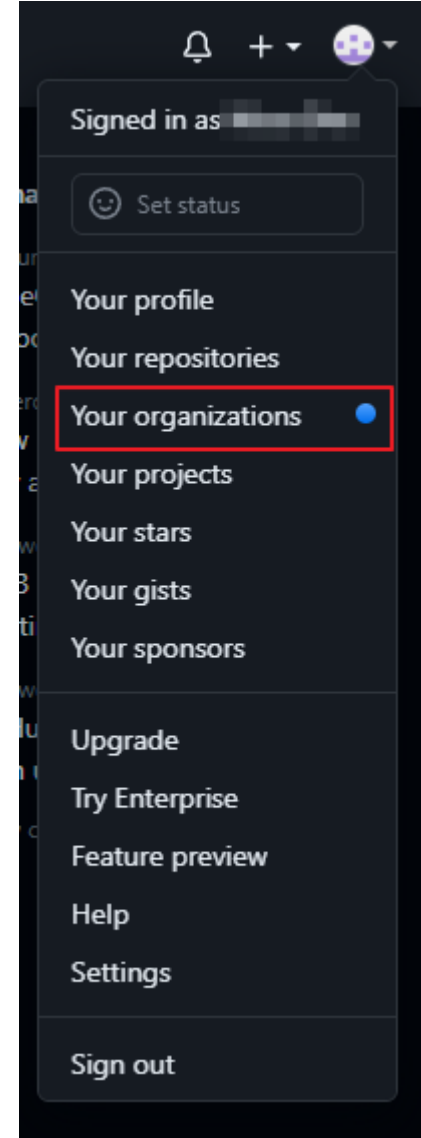 Signed in as
Set status
Your profile
Your repositories
Your organizations
Your projects
Your stars
Your gists
Your sponsors
Upgrade
Try Enterprise
Feature preview
Help
Settings
Sign out